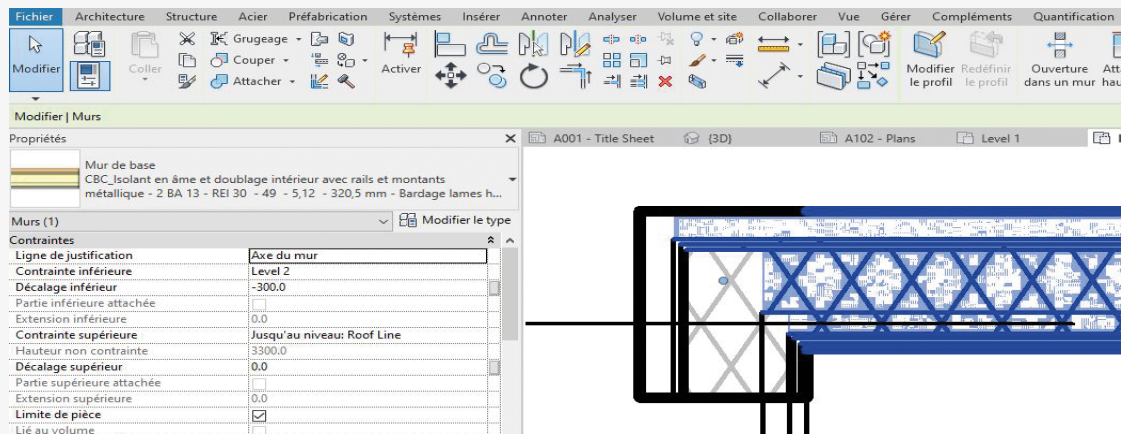 Fichier Architecture Structure Acier Préfabrication Systèmes Insérer Annoter Analyser Volume et site Collaborer Vue Gérer Compléments Quantification
Modifier
Coller
Grugeage
Couper
Attacher
Activer
Modifier le profil
Redéfinir le profil
Ouverture dans un mur
Modifier | Murs
Propriétés
A001 - Title Sheet {3D} A102 - Plans Level 1
Mur de base
CBC_Isolant en âme et doublage intérieur avec rails et montants
métallique - 2 BA 13 - REI 30 - 49 - 5,12 - 320,5 mm - Bardage lames h...
Murs (1) Modifier le type
Contraintes
Ligne de justification Axe du mur
Contrainte inférieure Level 2
Décalage inférieur -300.0
Partie inférieure attachée
Extension inférieure 0.0
Contrainte supérieure Jusqu'au niveau: Roof Line
Hauteur non contrainte 3300.0
Décalage supérieur 0.0
Partie supérieure attachée
Extension supérieure 0.0
Limite de pièce
Lié au volume